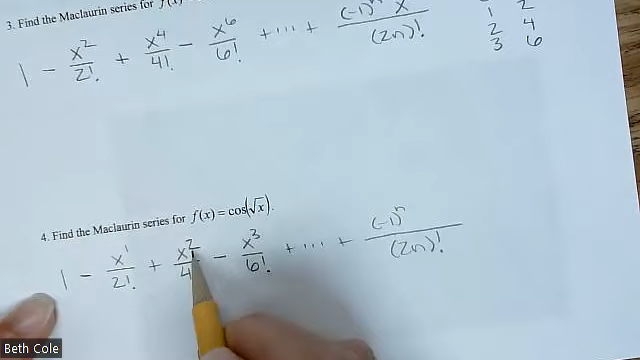 3. Find the Maclaurin series for f(x)
1 - x²/2! + x⁴/4! - x⁶/6! + ... + (-1)ⁿ x/(2n)!
1 2
2 4
3 6
4. Find the Maclaurin series for f(x) = cos(√x).
1 - x¹/2! + x²/4 - x³/6! + ... + (-1)ⁿ/(2n)!
Beth Cole